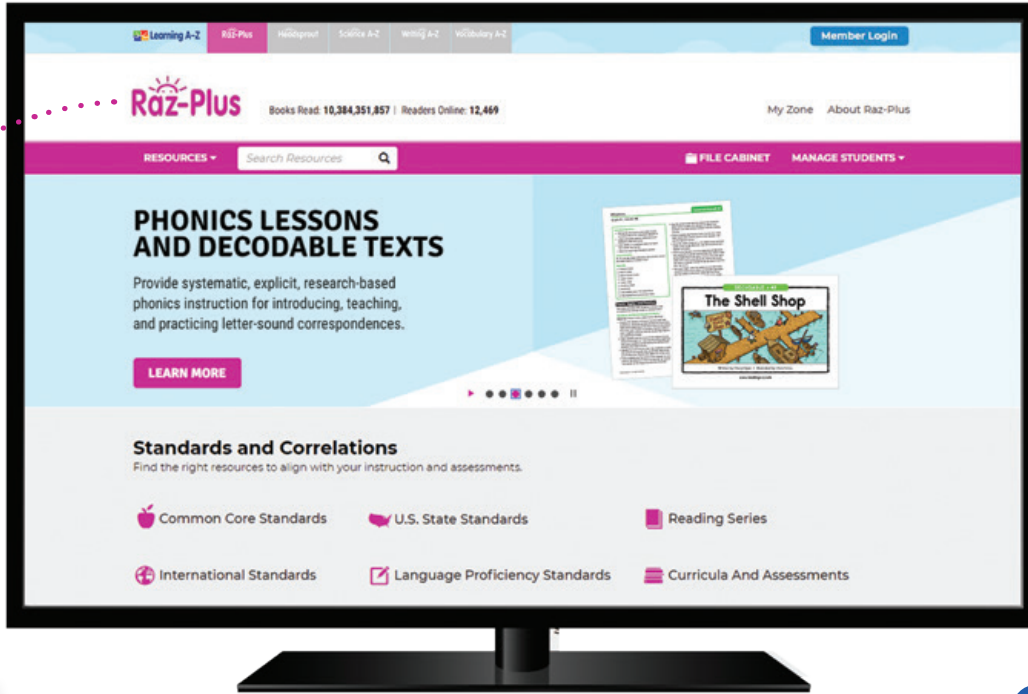 Learning A-Z Raz-Plus Headsprout Science A-Z Writing A-Z Vocabulary A-Z Member Login
Raz-Plus Books Read: 10,384,351,857 | Readers Online: 12,469 My Zone About Raz-Plus
RESOURCES Search Resources FILE CABINET MANAGE STUDENTS
PHONICS LESSONS
AND DECODABLE TEXTS
Provide systematic, explicit, research-based
phonics instruction for introducing, teaching,
and practicing letter-sound correspondences.
LEARN MORE
The Shell Shop
Standards and Correlations
Find the right resources to align with your instruction and assessments.
Common Core Standards U.S. State Standards Reading Series
International Standards Language Proficiency Standards Curricula And Assessments